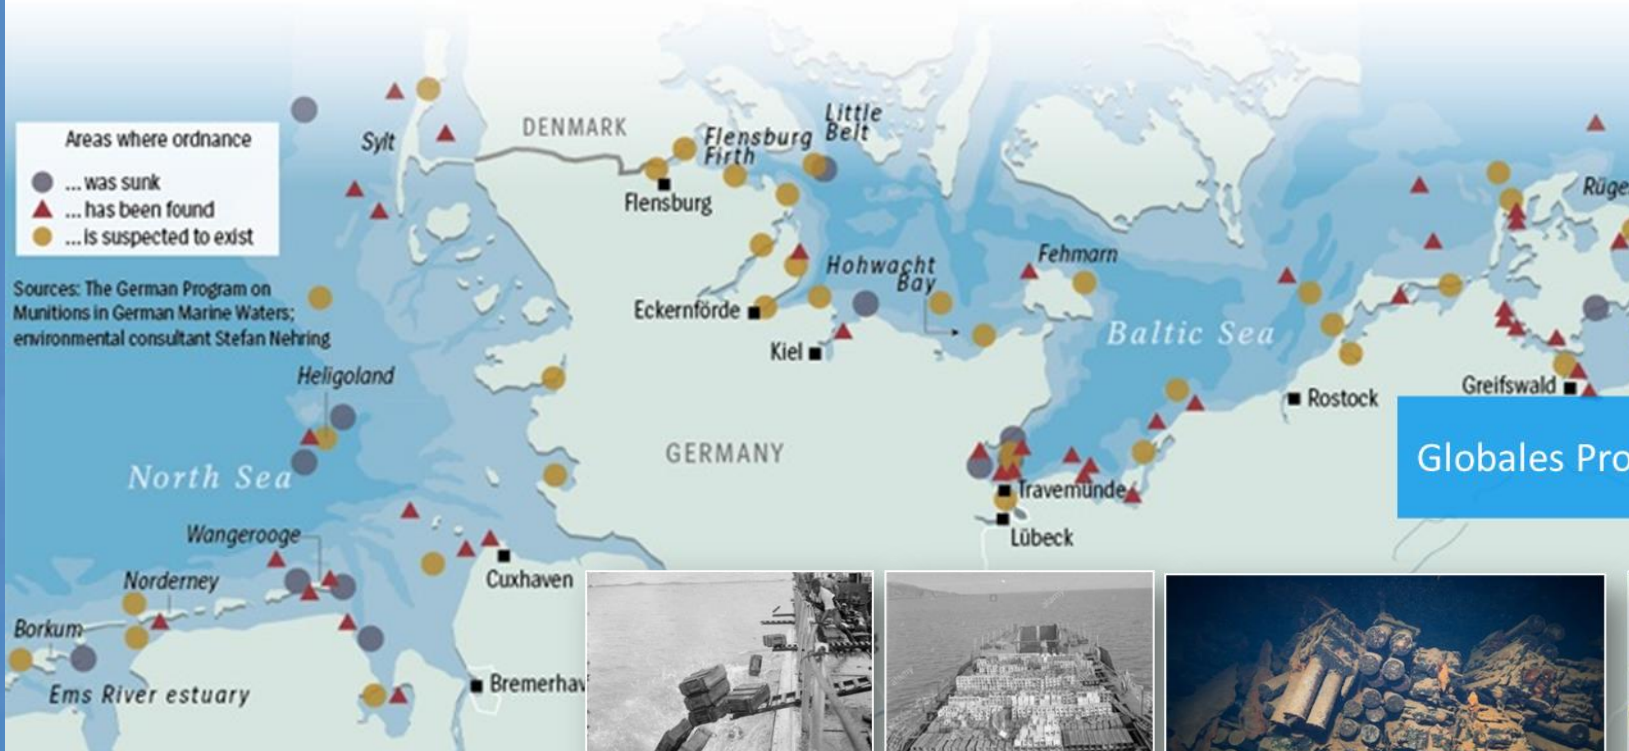 Areas where ordnance
... was sunk
... has been found
... is suspected to exist
Sources: The German Program on
Munitions in German Marine Waters;
environmental consultant Stefan Nehring
Sylt
DENMARK
Flensburg
Firth
Little
Belt
Flensburg
Rüge
Eckernförde
Hohwacht
Bay
Fehmarn
Kiel
Baltic Sea
Heligoland
Rostock
Greifswald
GERMANY
Globales Pro
North Sea
Travemünde
Lübeck
Wangerooge
Cuxhaven
Norderney
Borkum
Ems River estuary
Bremerhav